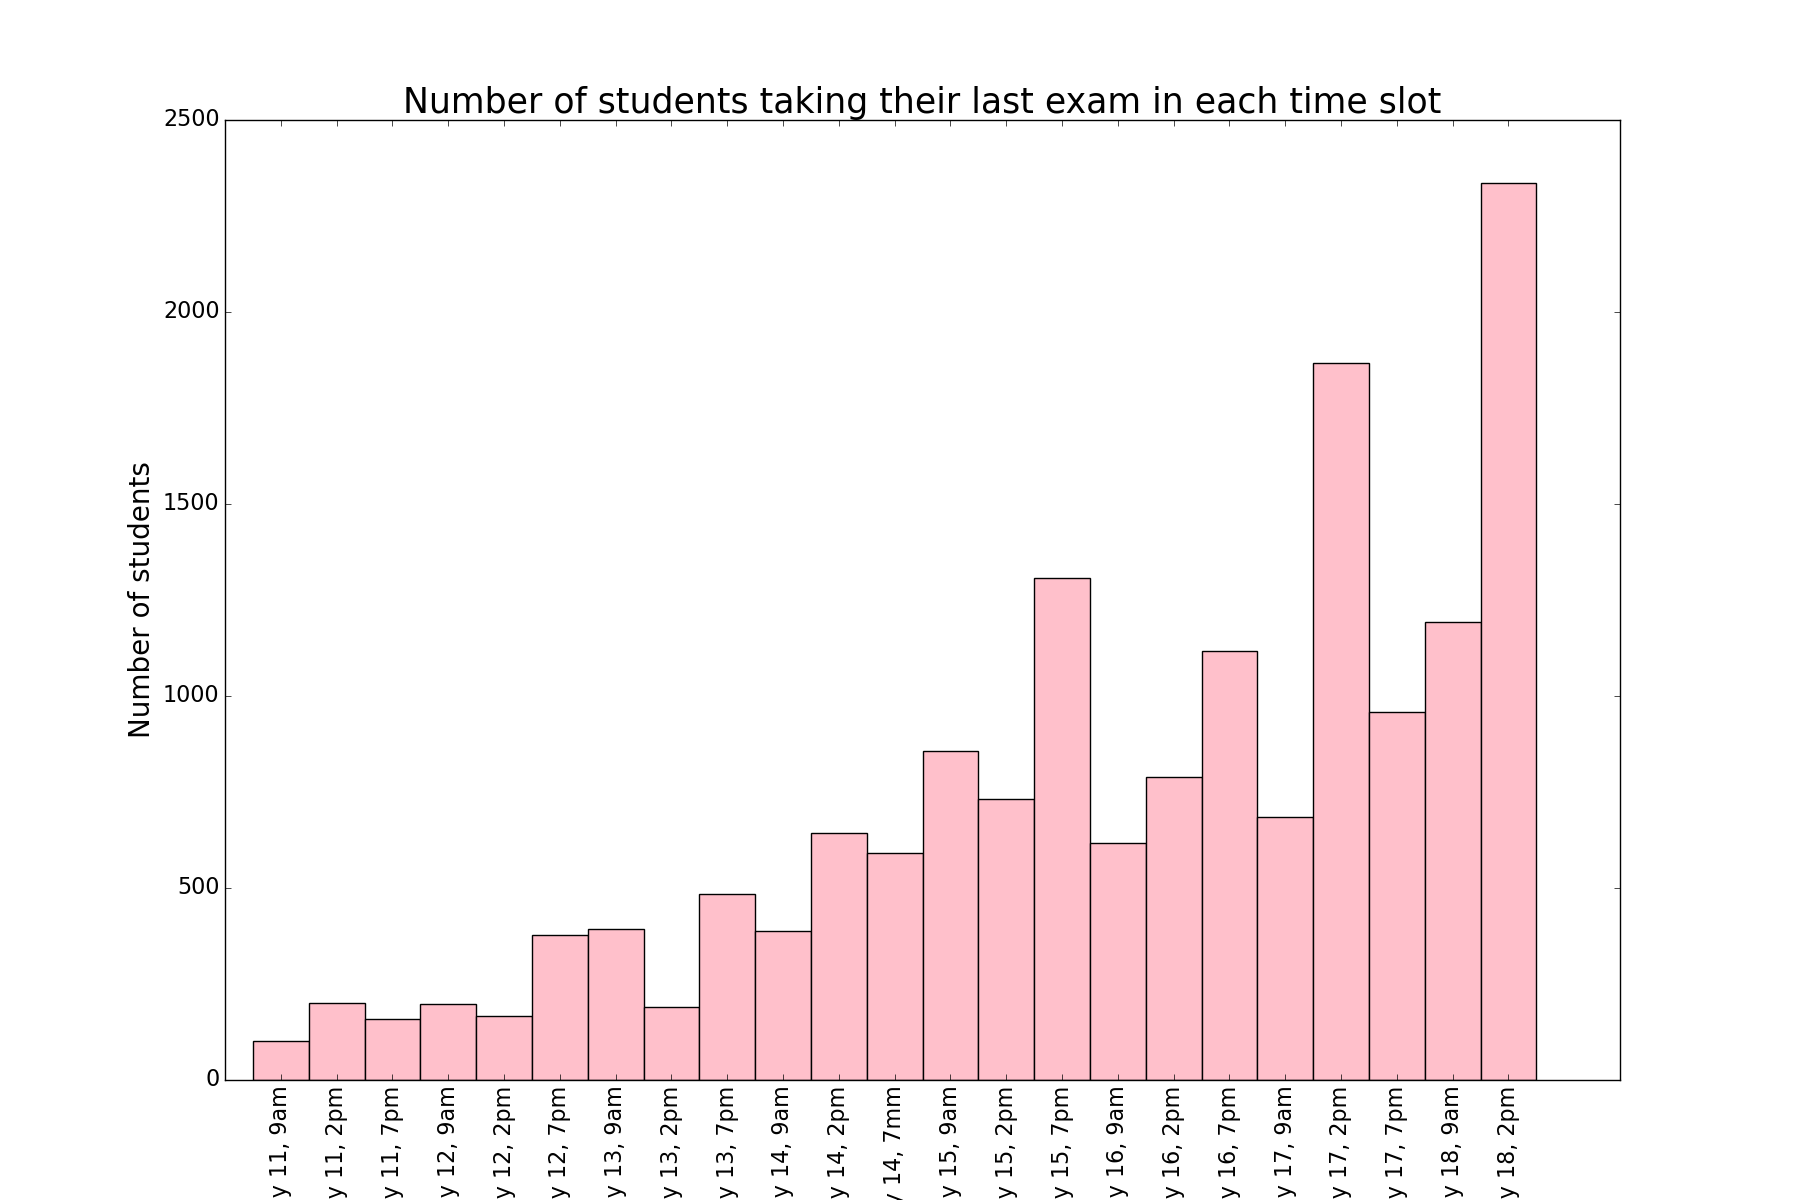 Number of students taking their last exam in each time slot
2500
2000
1500
1000
500
0
Number of students
y 11, 9am
y 11, 2pm
y 11, 7pm
y 12, 9am
y 12, 2pm
y 12, 7pm
y 13, 9am
y 13, 2pm
y 13, 7pm
y 14, 9am
y 14, 2pm
y 14, 7mm
y 15, 9am
y 15, 2pm
y 15, 7pm
y 16, 9am
y 16, 2pm
y 16, 7pm
y 17, 9am
y 17, 2pm
y 17, 7pm
y 18, 9am
y 18, 2pm